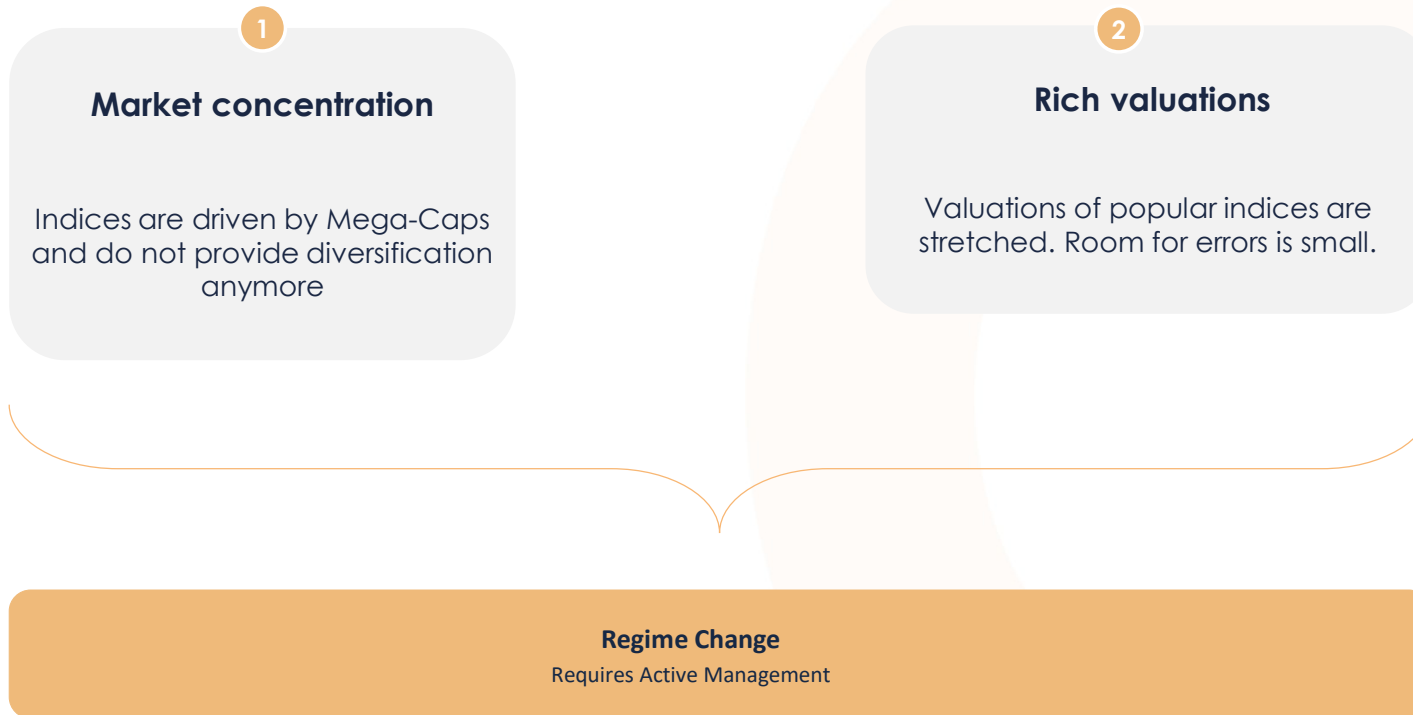 1
Market concentration
Indices are driven by Mega-Caps
and do not provide diversification
anymore
2
Rich valuations
Valuations of popular indices are
stretched. Room for errors is small.
Regime Change
Requires Active Management